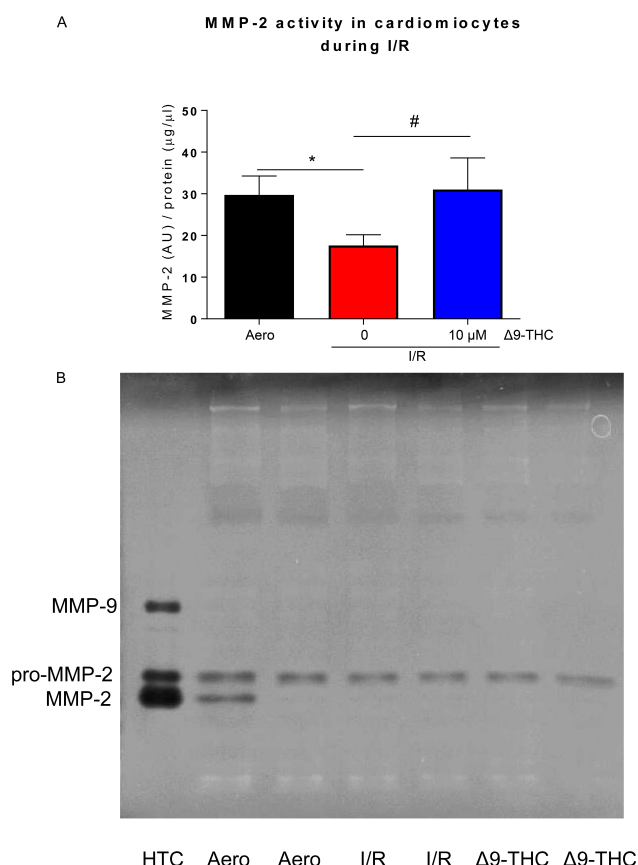 A
MMP-2 activity in cardiomiocytes
during I/R
MMP-2 (AU) / protein (µg/µl)
50
40
30
20
10
0
*
#
Aero 0 10 µM Δ9-THC
I/R
B
MMP-9
pro-MMP-2
MMP-2
HTC Aero Aero I/R I/R Δ9-THC Δ9-THC